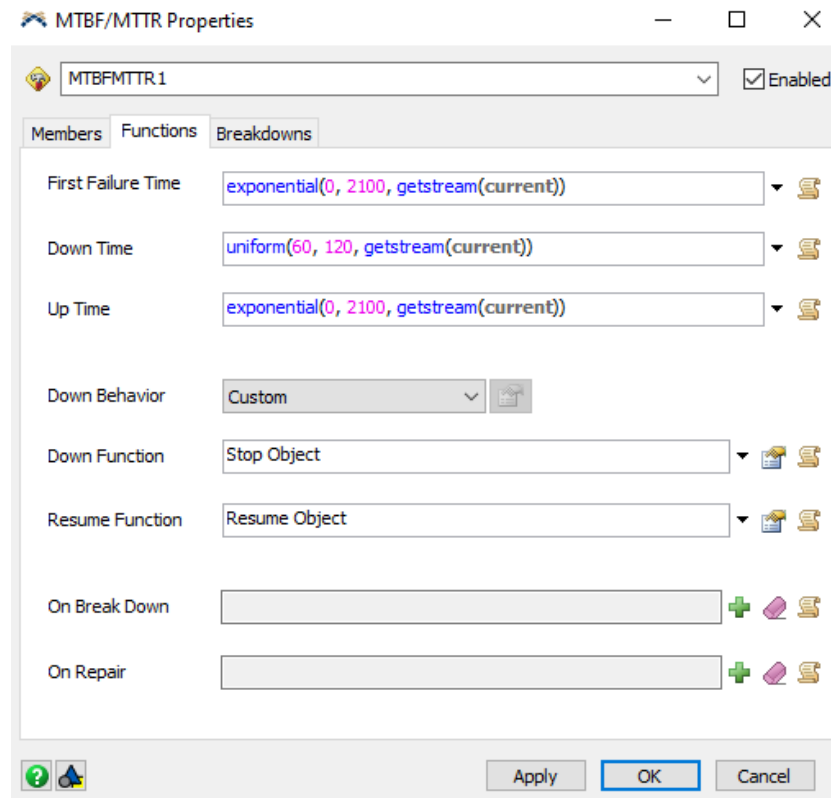 MTBF/MTTR Properties
MTBFMTTR1
Enabled
Members Functions Breakdowns
First Failure Time exponential(0, 2100, getstream(current))
Down Time uniform(60, 120, getstream(current))
Up Time exponential(0, 2100, getstream(current))
Down Behavior Custom
Down Function Stop Object
Resume Function Resume Object
On Break Down
On Repair
Apply OK Cancel